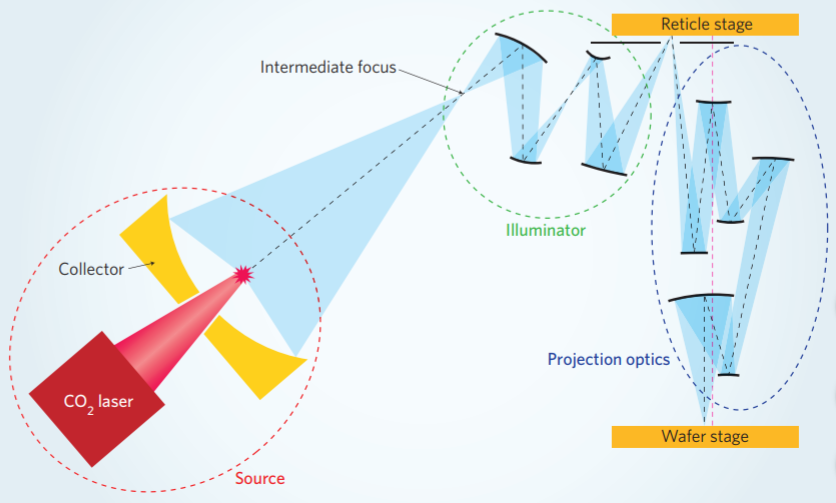 Reticle stage
Intermediate focus
Illuminator
Collector
Projection optics
CO₂ laser
Wafer stage
Source